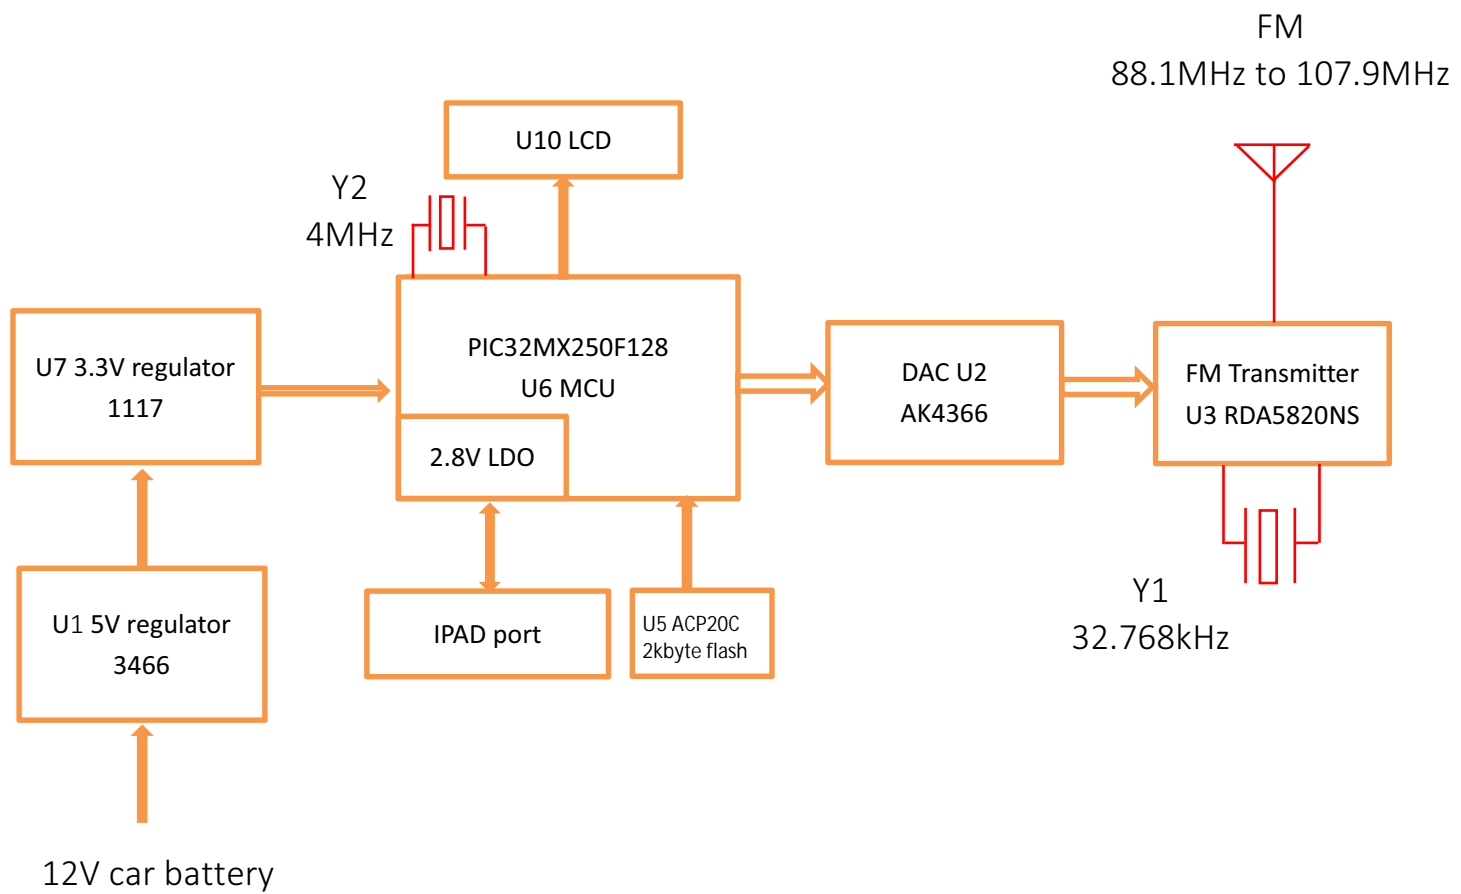 FM
88.1MHz to 107.9MHz
U10 LCD
Y2
4MHz
U7 3.3V regulator
1117
PIC32MX250F128
U6 MCU
2.8V LDO
DAC U2
AK4366
FM Transmitter
U3 RDA5820NS
U1 5V regulator
3466
IPAD port
U5 ACP20C
2kbyte flash
Y1
32.768kHz
12V car battery